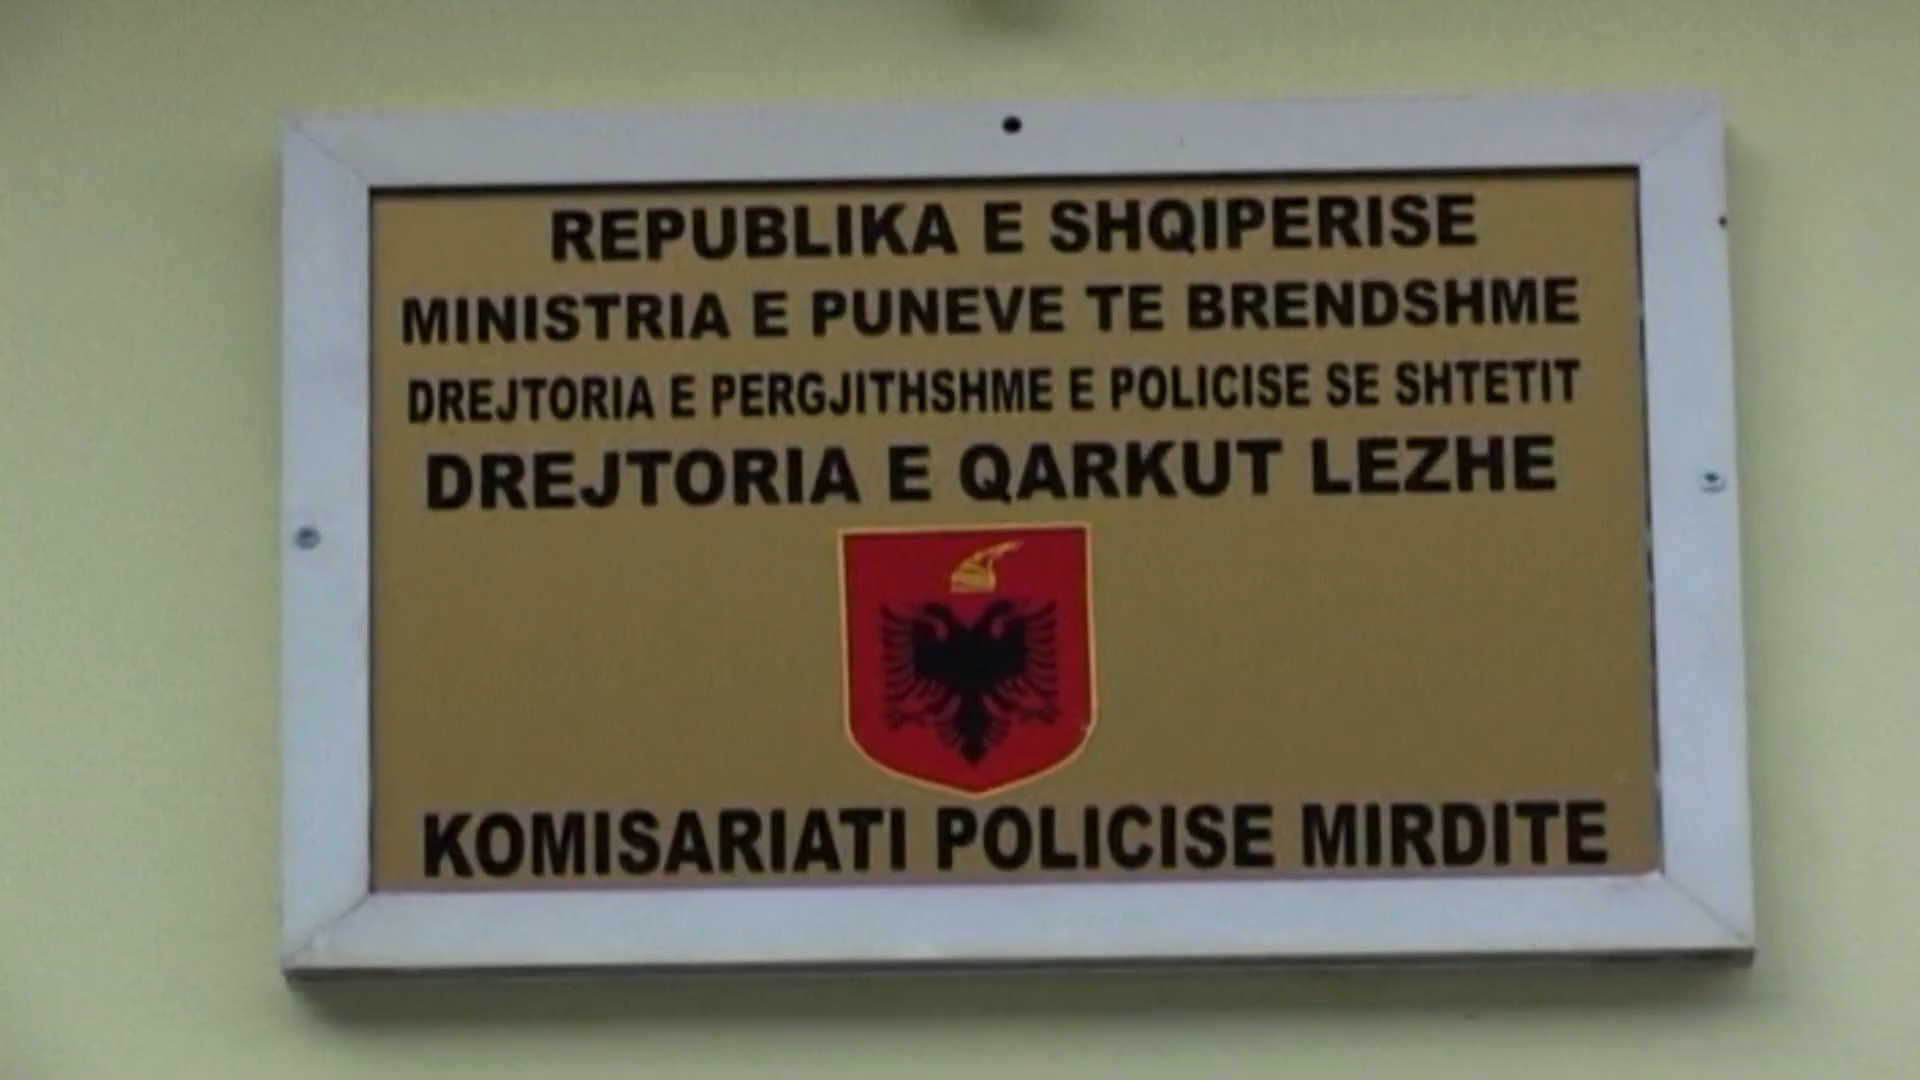 REPUBLIKA E SHQIPERISE
MINISTRIA E PUNEVE TE BRENDSHME
DREJTORIA E PERGJITHSHME E POLICISE SE SHTETIT
DREJTORIA E QARKUT LEZHE
KOMISARIATI POLICISE MIRDITE